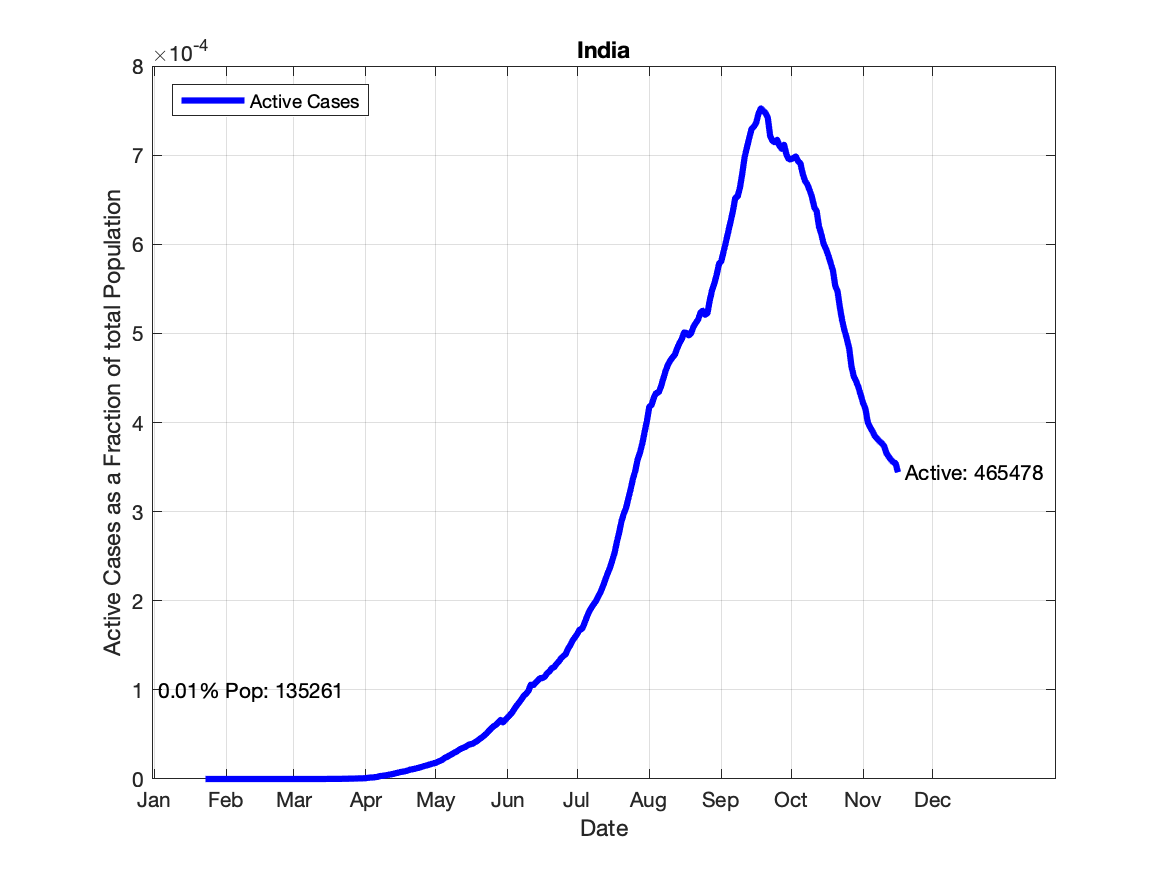 India
×10-4
Active Cases
8
7
6
5
4
3
2
1
0
Active Cases as a Fraction of total Population
0.01% Pop: 135261
Active: 465478
Jan Feb Mar Apr May Jun Jul Aug Sep Oct Nov Dec
Date